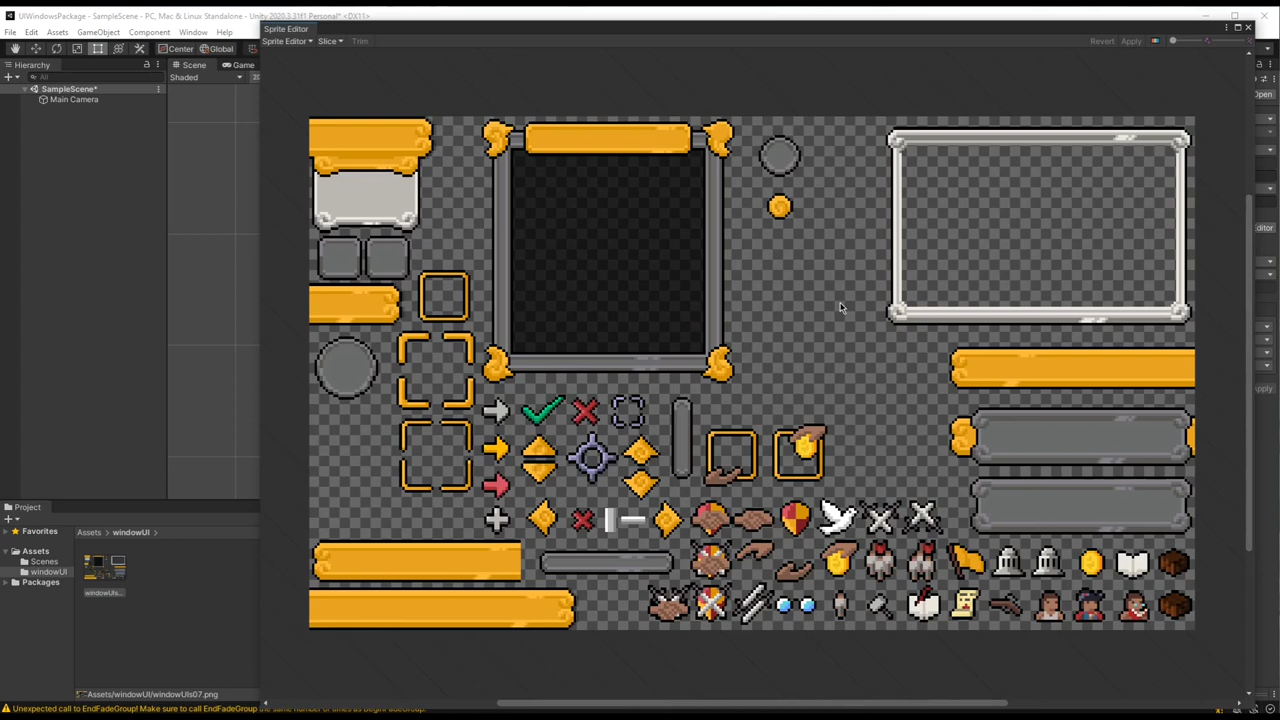 UIWindowsPackage - SampleScene - PC, Mac & Linux Standalone - Unity 2020.3.31f1 Personal* <DX11>
Sprite Editor
File Edit Assets GameObject Component Window Help
Sprite Editor Slice Trim Revert Apply
Center Global
Hierarchy
Scene Game
All
Shaded
SampleScene*
Main Camera
Open
Project
Favorites
Assets
Scenes
windowUI
Packages
Assets > windowUI
windowUIs...
Assets/windowUI/windowUIs07.png
Unexpected call to EndFadeGroup! Make sure to call EndFadeGroup the same number of times as BeginFadeGroup.